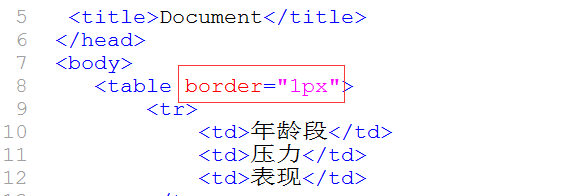 5 <title>Document</title>
6 </head>
7 <body>
8 <table border="1px">
9 <tr>
10 <td>年龄段</td>
11 <td>压力</td>
12 <td>表现</td>